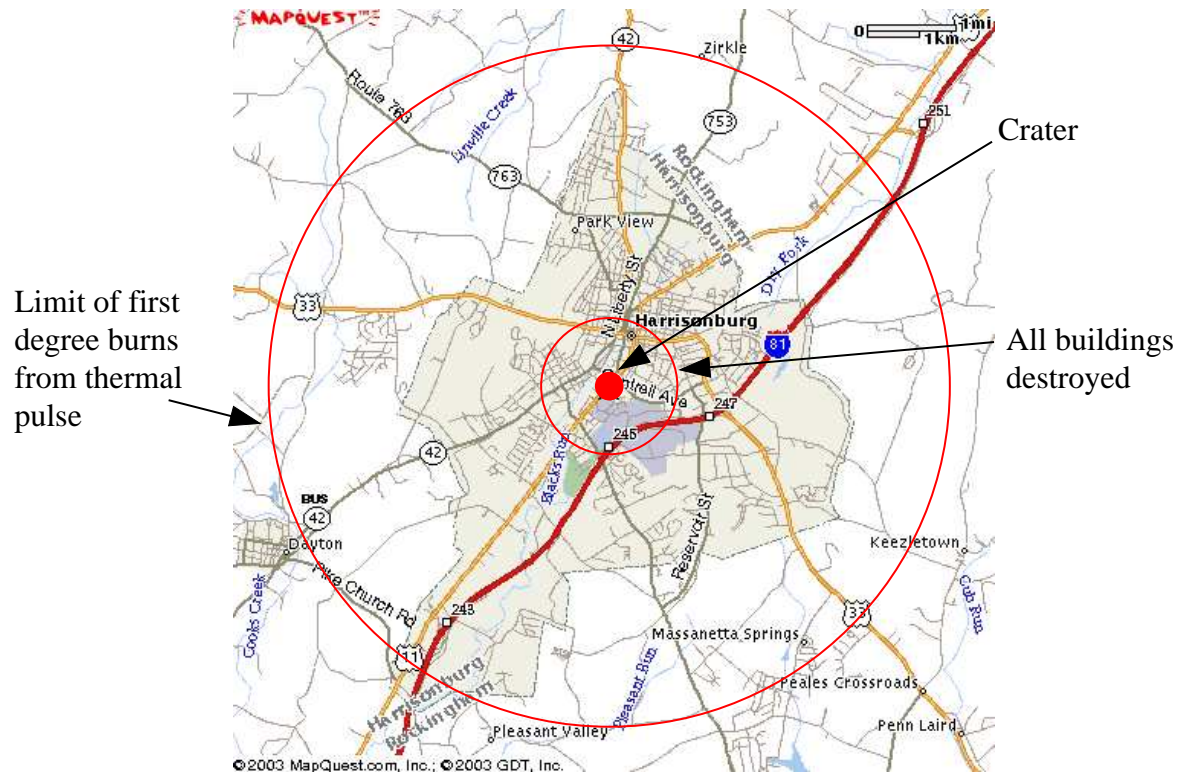 MAPQUEST™
42
Zirkle
0
1mi
1km
33
Route 763
Linville Creek
753
251
Crater
763
Rockingham
Harrisonburg
Park View
Dry Fork
N Liberty St
33
Harrisonburg
81
Limit of first
degree burns
from thermal
pulse
All buildings
destroyed
Cantrell Ave
247
245
42
Blacks Run
BUS
42
Reservoir St
Dayton
Keezletown
Pike Church Rd
Cooks Creek
Cub Run
243
33
11
Massanetta Springs
Pleasant Run
Harrisonburg
Rockingham
Peales Crossroads
Pleasant Valley
Penn Laird
©2003 MapQuest.com, Inc.; ©2003 GDT, Inc.